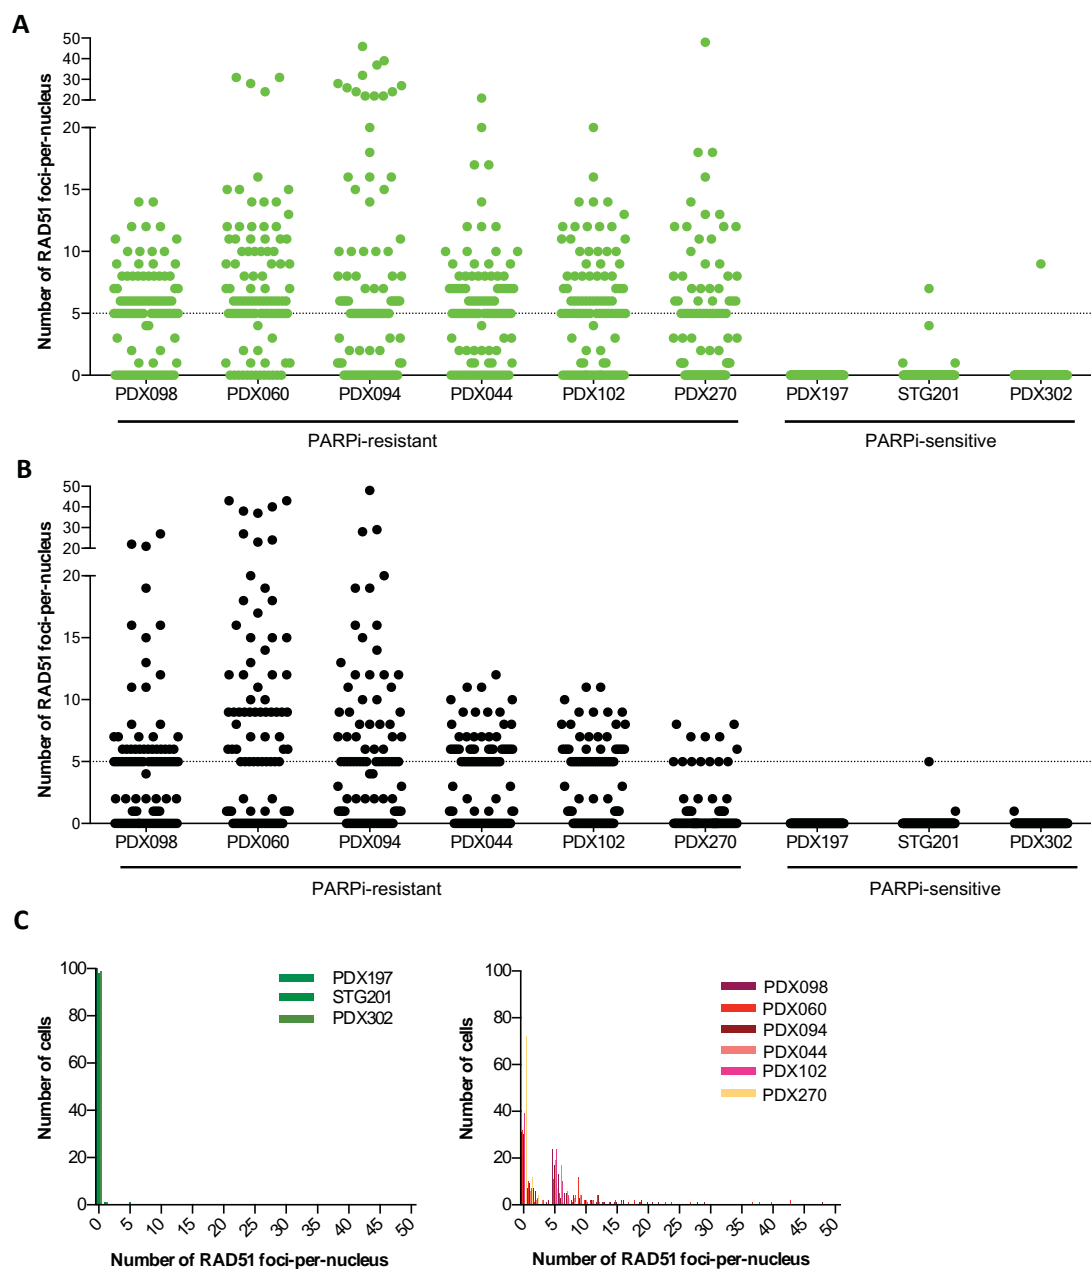 A
Number of RAD51 foci-per-nucleus
50
40
30
20
20
15
10
5
0
PDX098 PDX060 PDX094 PDX044 PDX102 PDX270 PDX197 STG201 PDX302
PARPi-resistant PARPi-sensitive
B
Number of RAD51 foci-per-nucleus
50
40
30
20
20
15
10
5
0
PDX098 PDX060 PDX094 PDX044 PDX102 PDX270 PDX197 STG201 PDX302
PARPi-resistant PARPi-sensitive
C
Number of cells
100
80
60
40
20
0
PDX197
STG201
PDX302
0 5 10 15 20 25 30 35 40 45 50
Number of RAD51 foci-per-nucleus
Number of cells
100
80
60
40
20
0
PDX098
PDX060
PDX094
PDX044
PDX102
PDX270
0 5 10 15 20 25 30 35 40 45 50
Number of RAD51 foci-per-nucleus